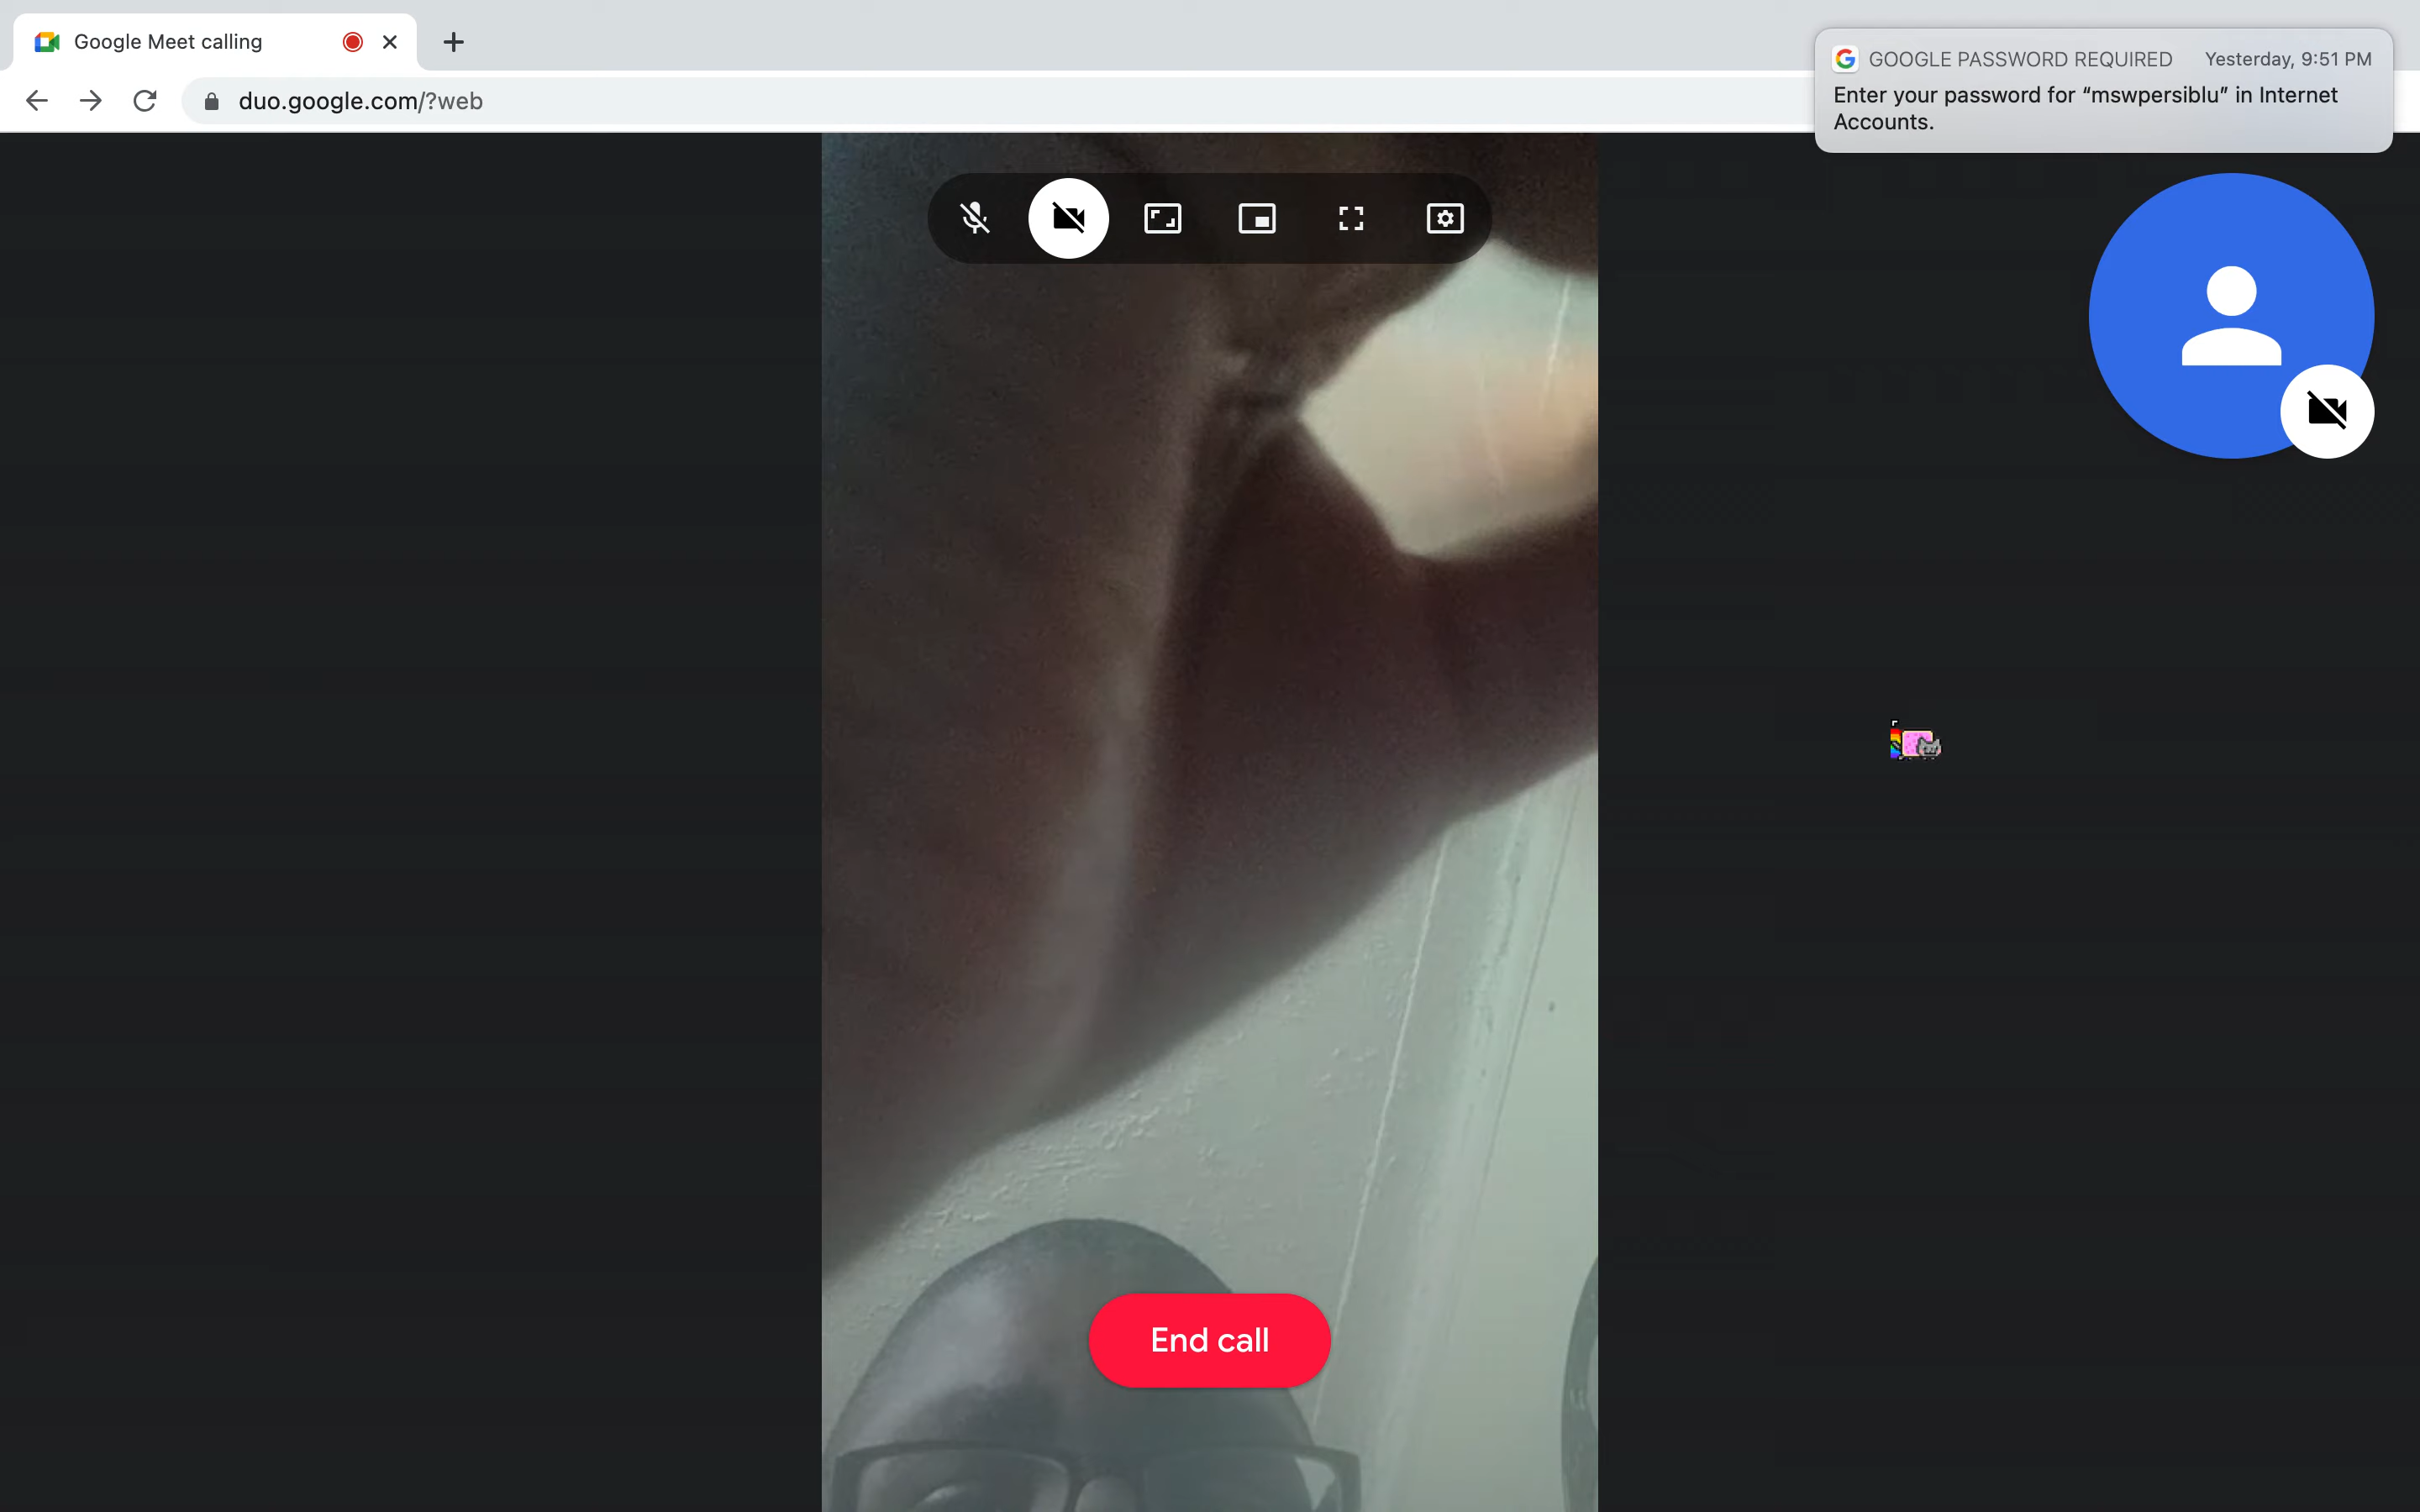 Google Meet calling
duo.google.com/?web
GOOGLE PASSWORD REQUIRED Yesterday, 9:51 PM
Enter your password for “mswpersiblu” in Internet
Accounts.
End call